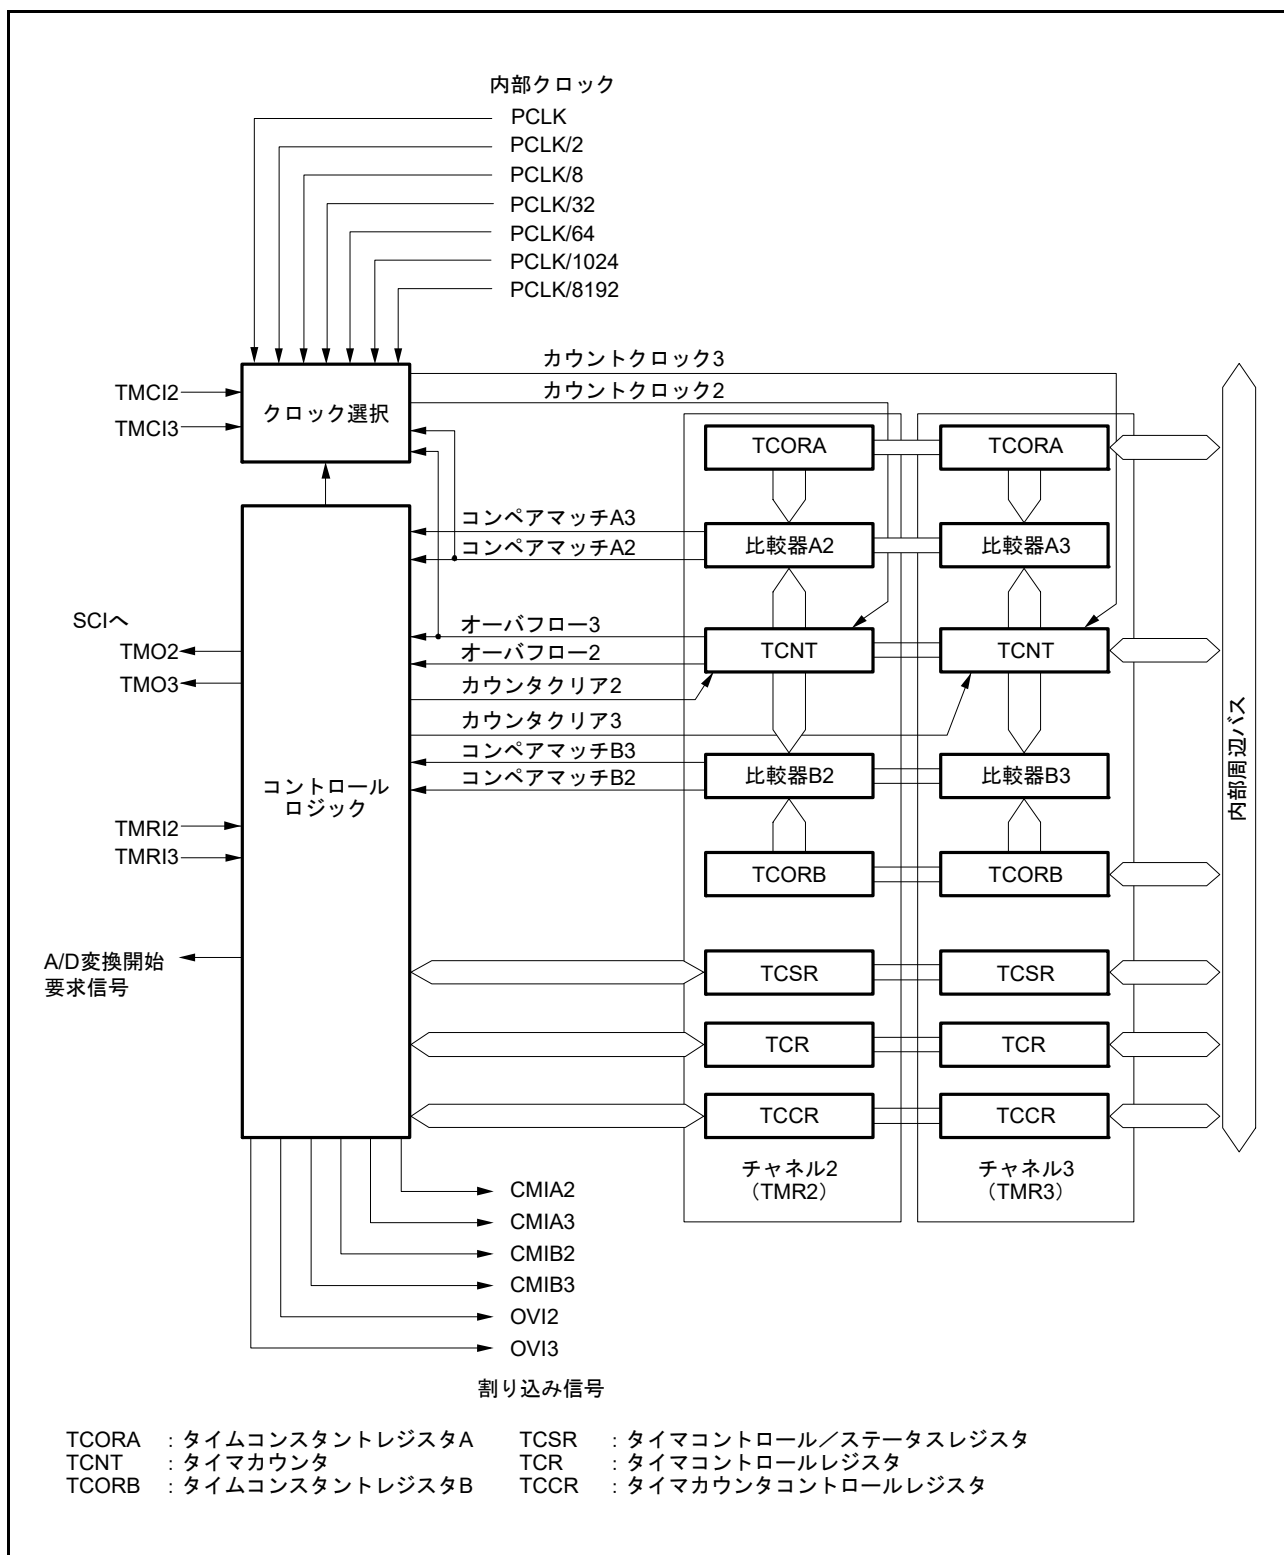 内部クロック
PCLK
PCLK/2
PCLK/8
PCLK/32
PCLK/64
PCLK/1024
PCLK/8192
TMCI2
TMCI3
クロック選択
カウントクロック3
カウントクロック2
TCORA
TCORA
コンペアマッチA3
コンペアマッチA2
比較器A2
比較器A3
SCIへ
TMO2
TMO3
オーバフロー3
オーバフロー2
TCNT
TCNT
カウンタクリア2
カウンタクリア3
コンペアマッチB3
コンペアマッチB2
比較器B2
比較器B3
コントロール
ロジック
TMRI2
TMRI3
TCORB
TCORB
A/D変換開始
要求信号
TCSR
TCSR
TCR
TCR
TCCR
TCCR
内部周辺バス
チャネル2
(TMR2)
チャネル3
(TMR3)
CMIA2
CMIA3
CMIB2
CMIB3
OVI2
OVI3
割り込み信号
TCORA : タイムコンスタントレジスタA TCSR : タイマコントロール／ステータスレジスタ
TCNT : タイマカウンタ TCR : タイマコントロールレジスタ
TCORB : タイムコンスタントレジスタB TCCR : タイマカウンタコントロールレジスタ